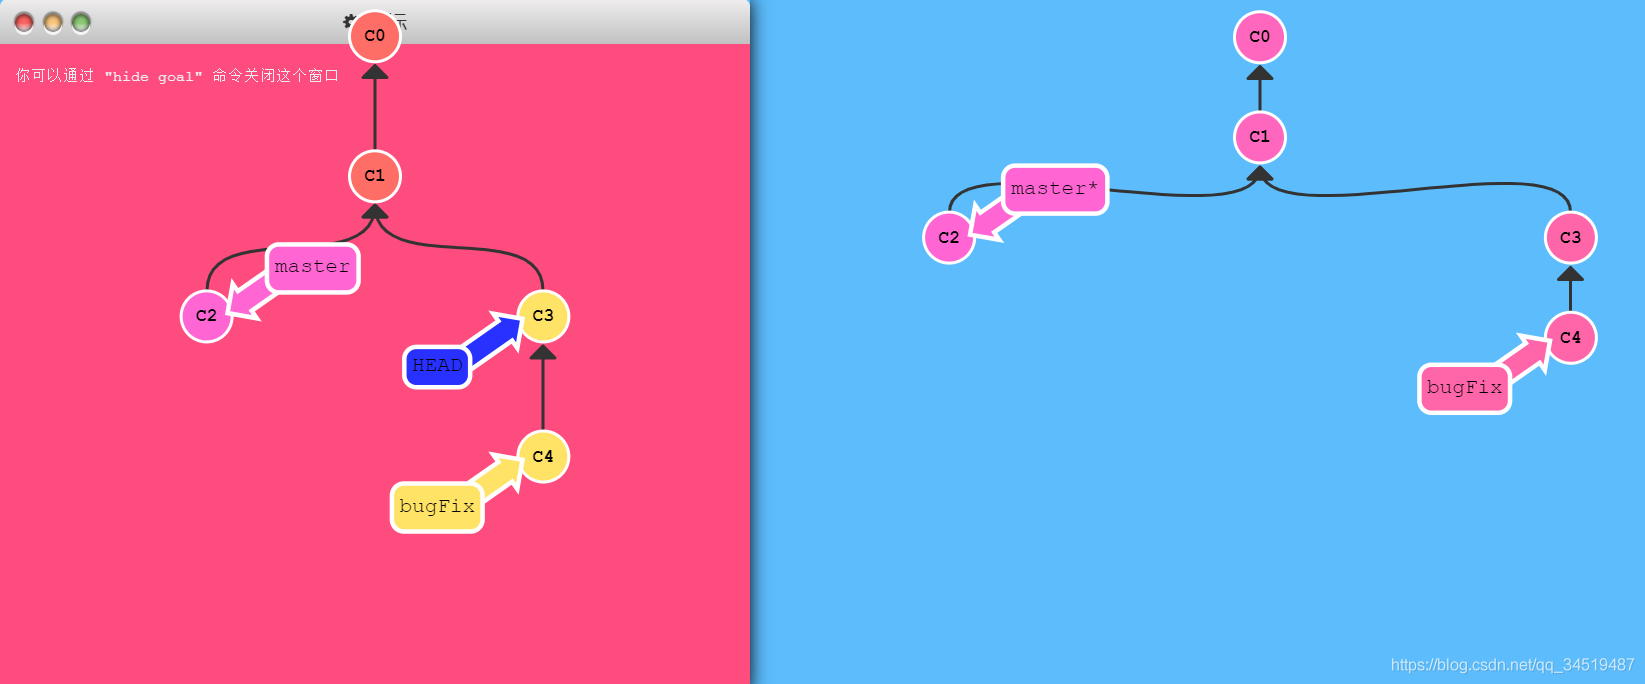 C0
你可以通过 "hide goal" 命令关闭这个窗口
C1
master
C2
C3
HEAD
C4
bugFix
C0
C1
master*
C2
C3
C4
bugFix
https://blog.csdn.net/qq_34519487